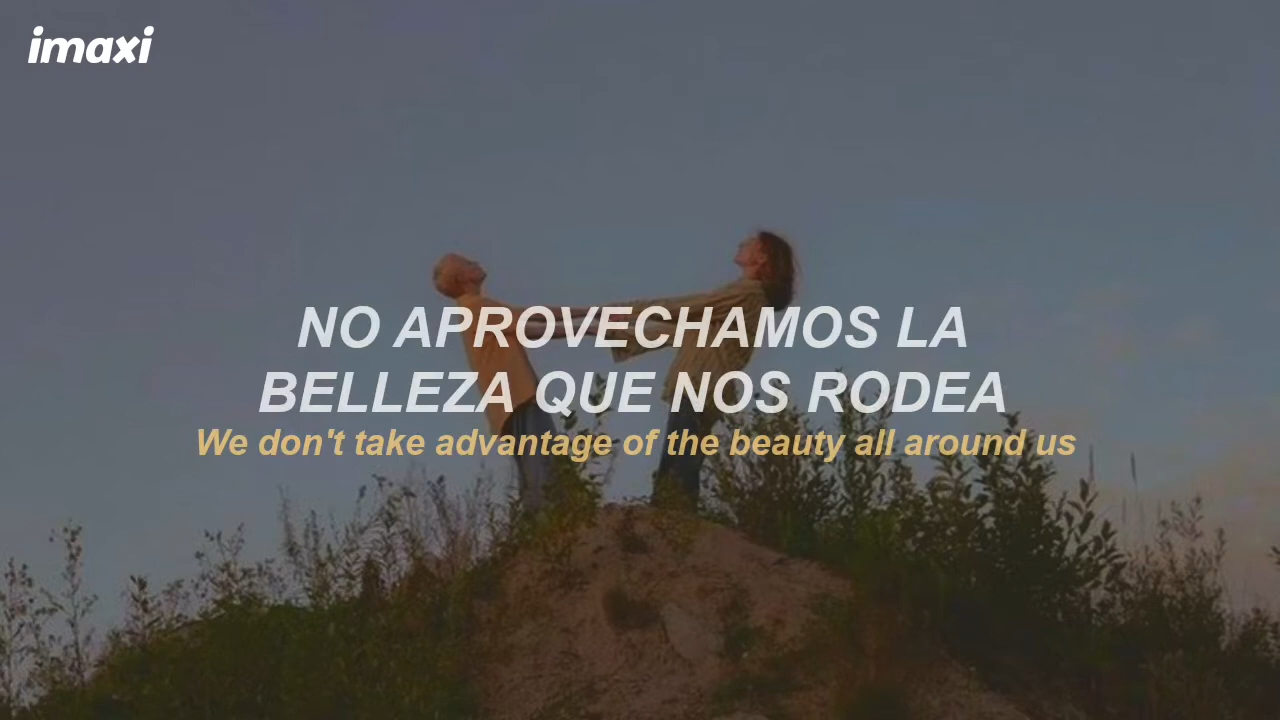 imaxi
NO APROVECHAMOS LA
BELLEZA QUE NOS RODEA
We don't take advantage of the beauty all around us